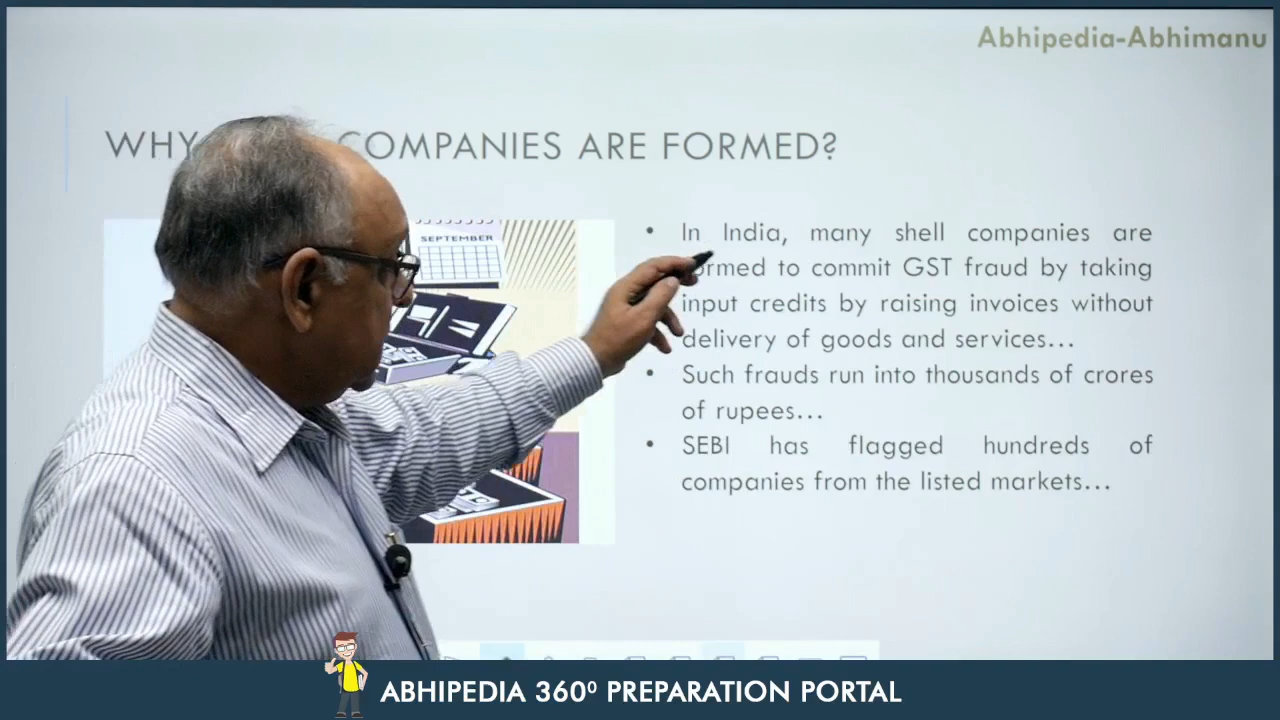 Abhipedia-Abhimanu
WHY COMPANIES ARE FORMED?
SEPTEMBER
• In India, many shell companies are
formed to commit GST fraud by taking
input credits by raising invoices without
delivery of goods and services...
• Such frauds run into thousands of crores
of rupees...
• SEBI has flagged hundreds of
companies from the listed markets...
ABHIPEDIA 360⁰ PREPARATION PORTAL